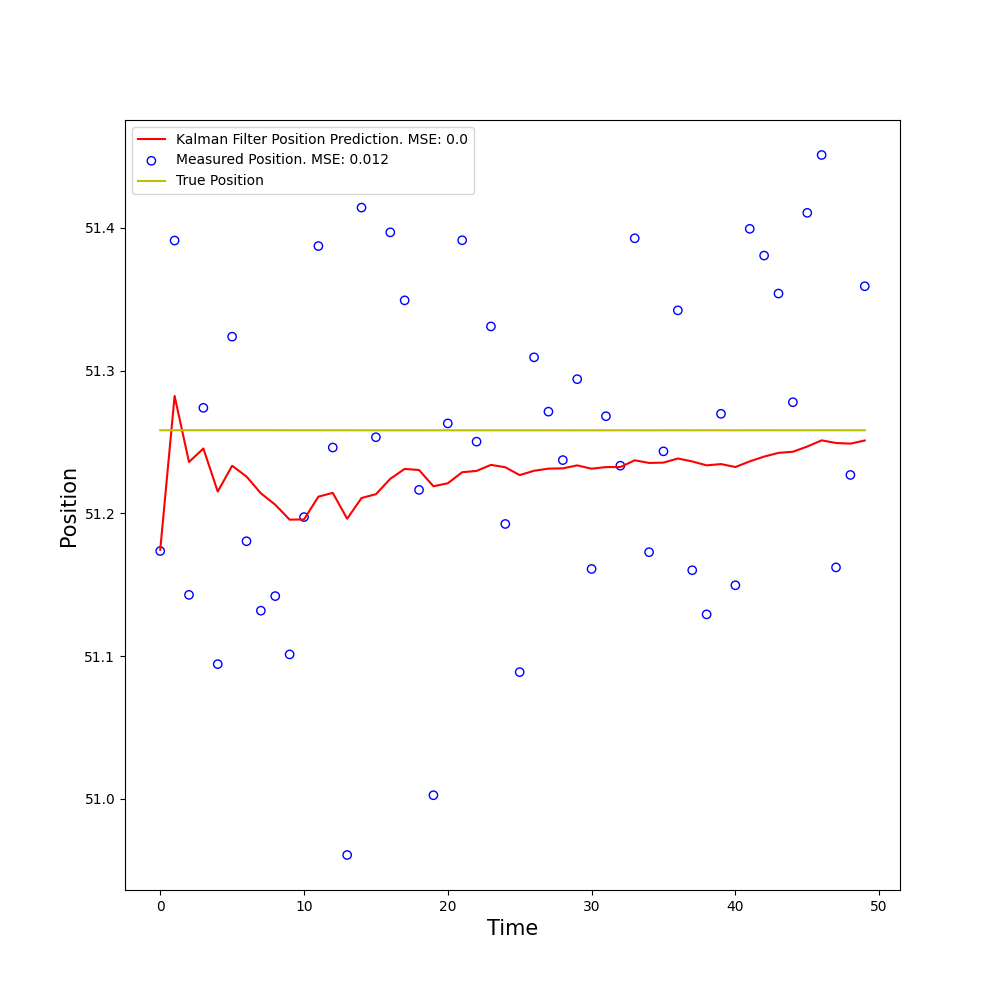 Kalman Filter Position Prediction. MSE: 0.0
Measured Position. MSE: 0.012
True Position
51.4
51.3
51.2
51.1
51.0
Position
0 10 20 30 40 50
Time